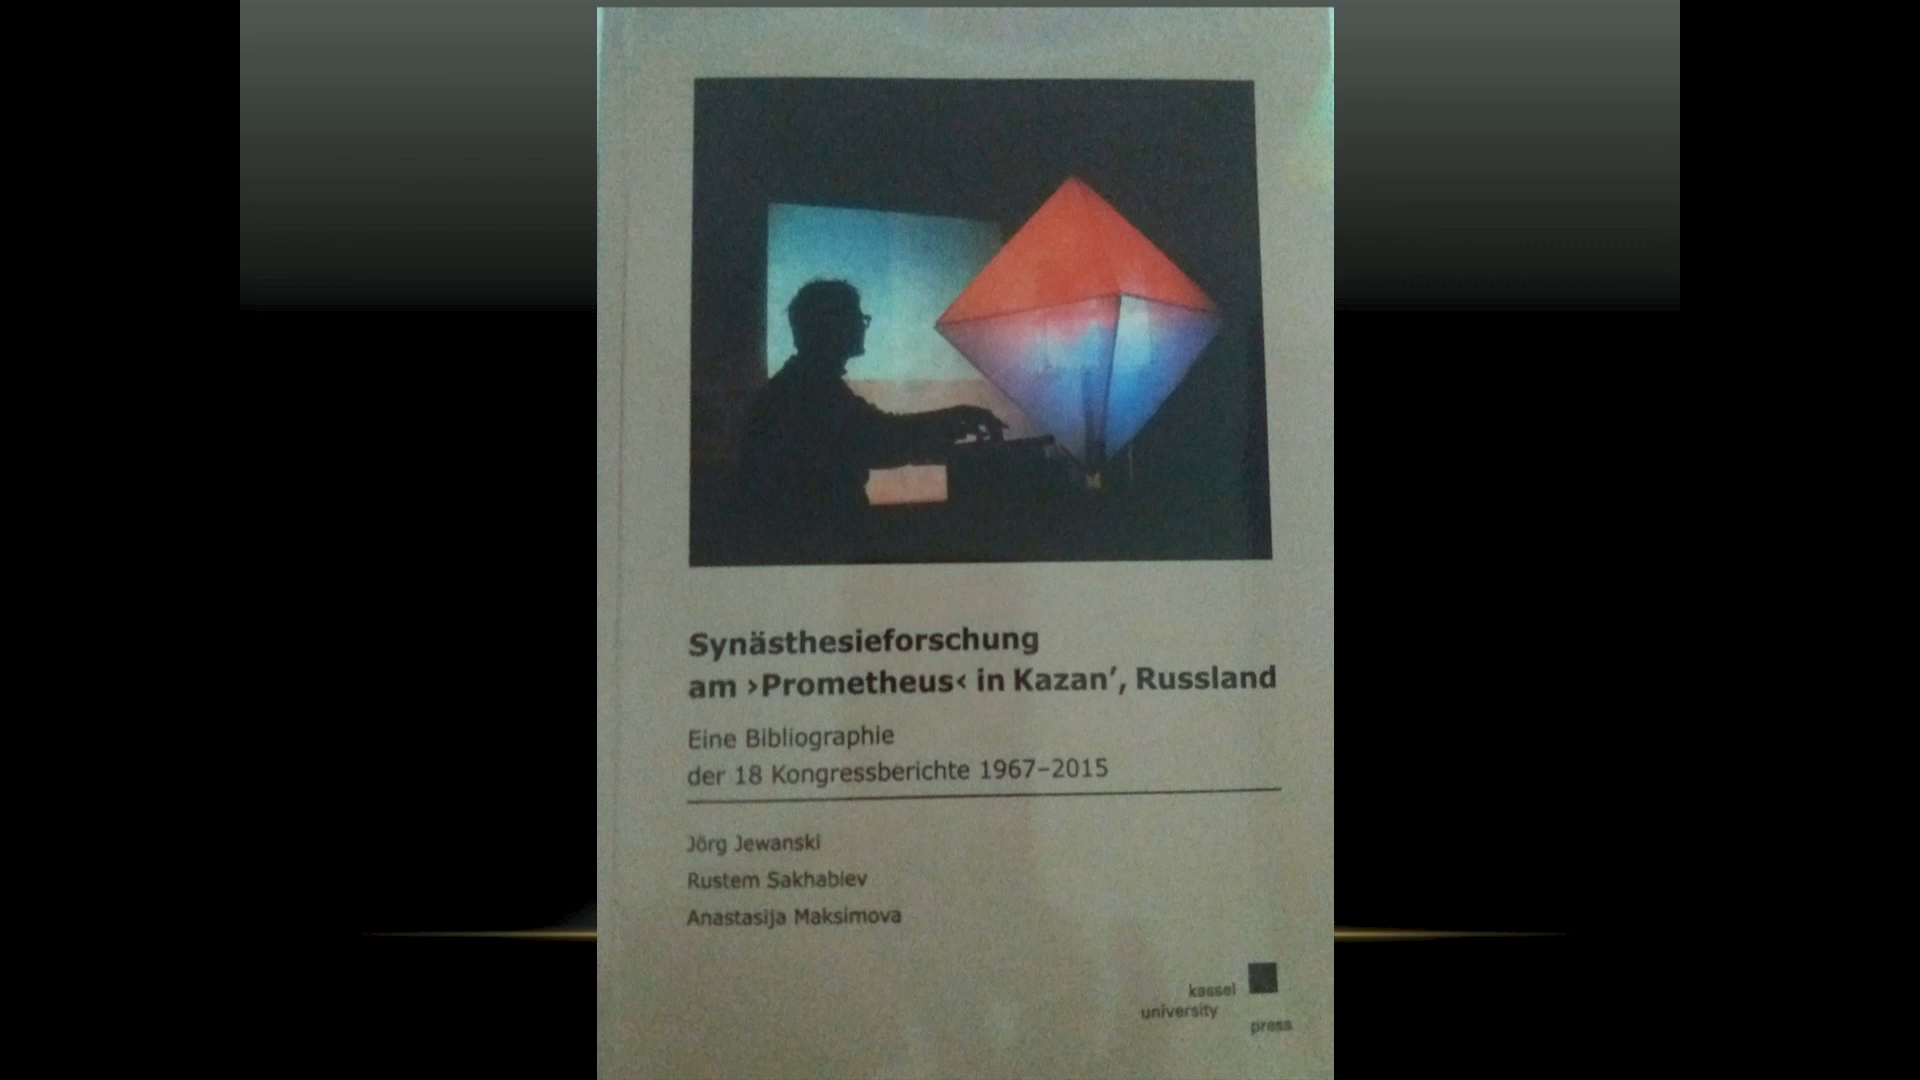 Synästhesieforschung
am ›Prometheus‹ in Kazan’, Russland
Eine Bibliographie
der 18 Kongressberichte 1967–2015
Jörg Jewanski
Rustem Sakhabiev
Anastasija Maksimova
kassel
university
press